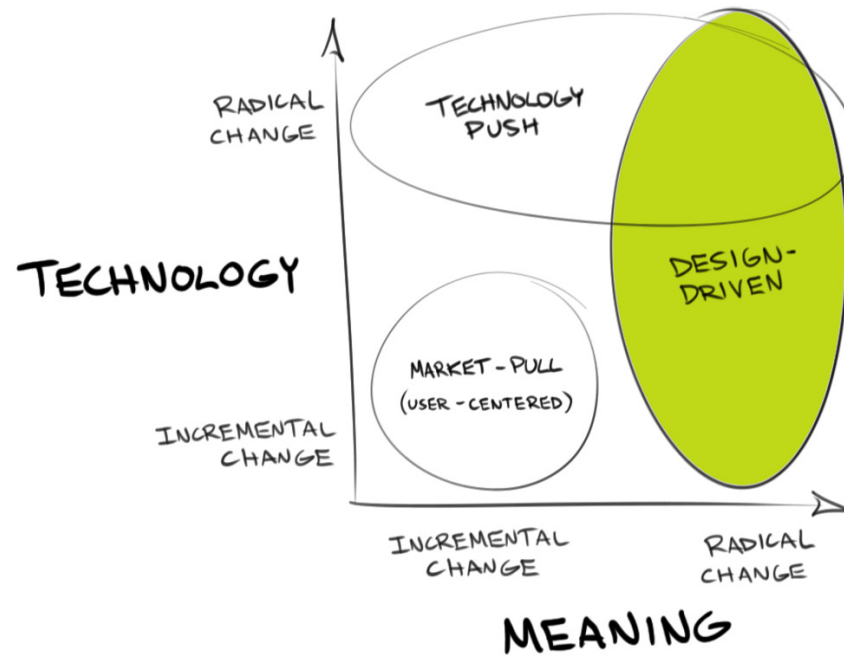 RADICAL
CHANGE
TECHNOLOGY
PUSH
TECHNOLOGY
DESIGN-
DRIVEN
MARKET-PULL
(USER-CENTERED)
INCREMENTAL
CHANGE
INCREMENTAL
CHANGE
RADICAL
CHANGE
MEANING